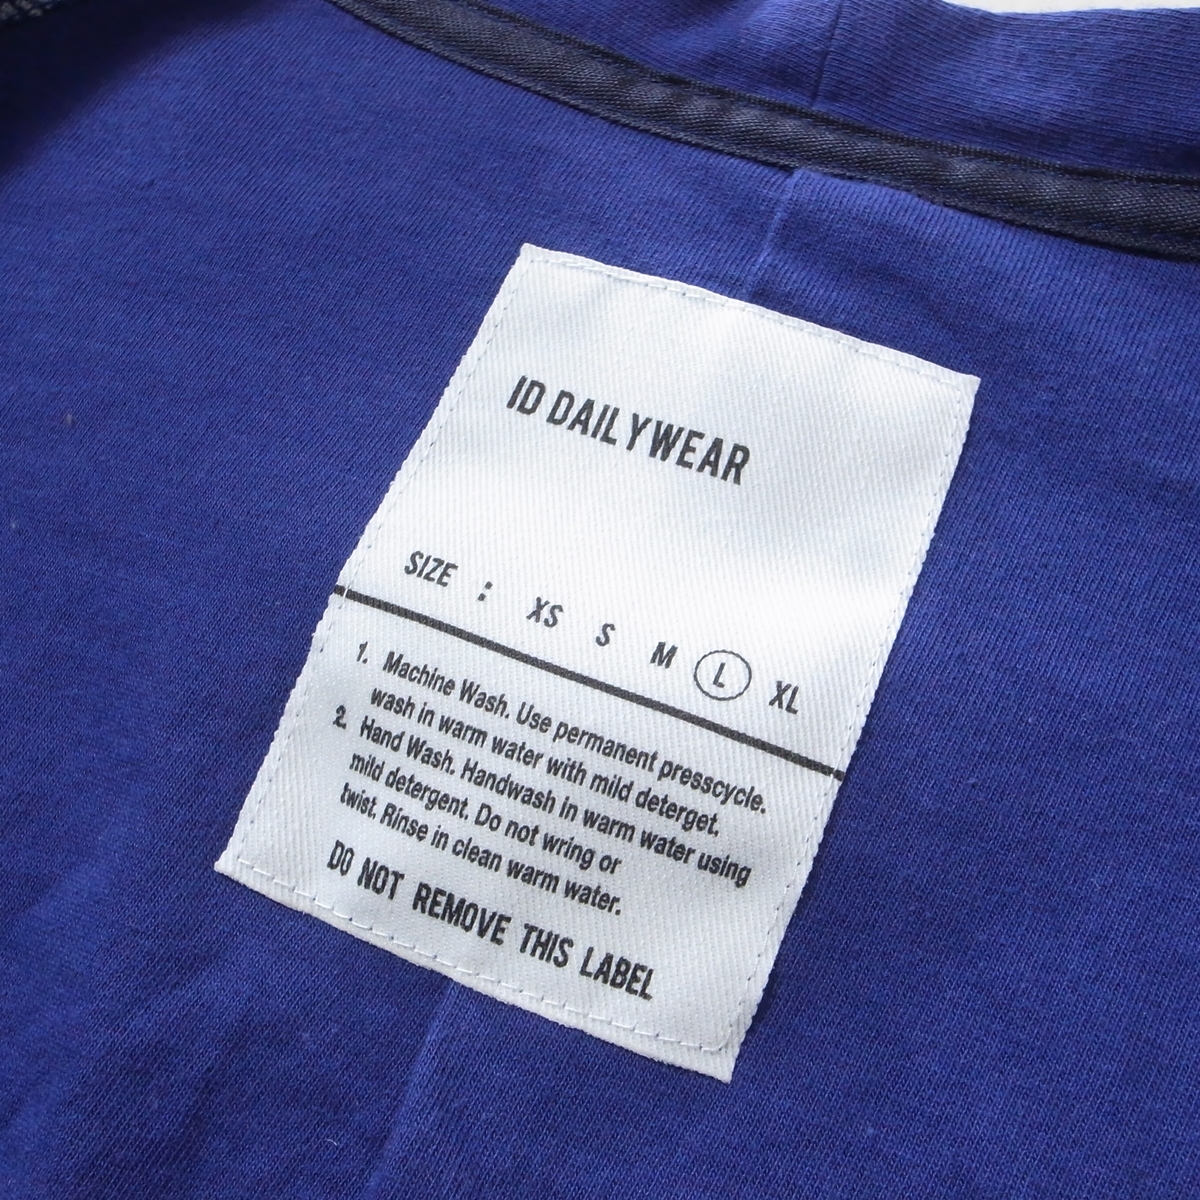 ID DAILYWEAR
SIZE : XS S M L XL
1. Machine Wash. Use permanent presscycle.
wash in warm water with mild deterget.
2. Hand Wash. Handwash in warm water using
mild detergent. Do not wring or
twist. Rinse in clean warm water.
DO NOT REMOVE THIS LABEL